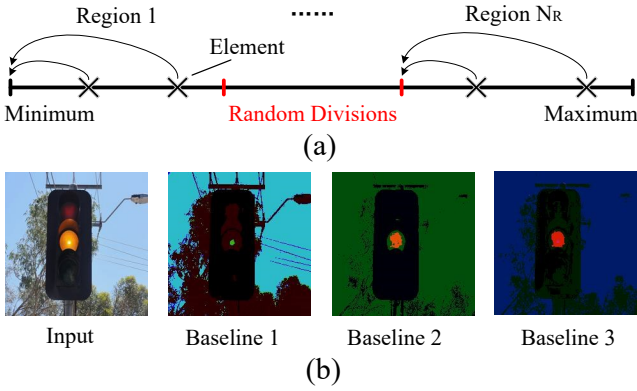 Region 1
......
Region NR
Element
Minimum
Random Divisions
Maximum
(a)
Input
Baseline 1
Baseline 2
Baseline 3
(b)